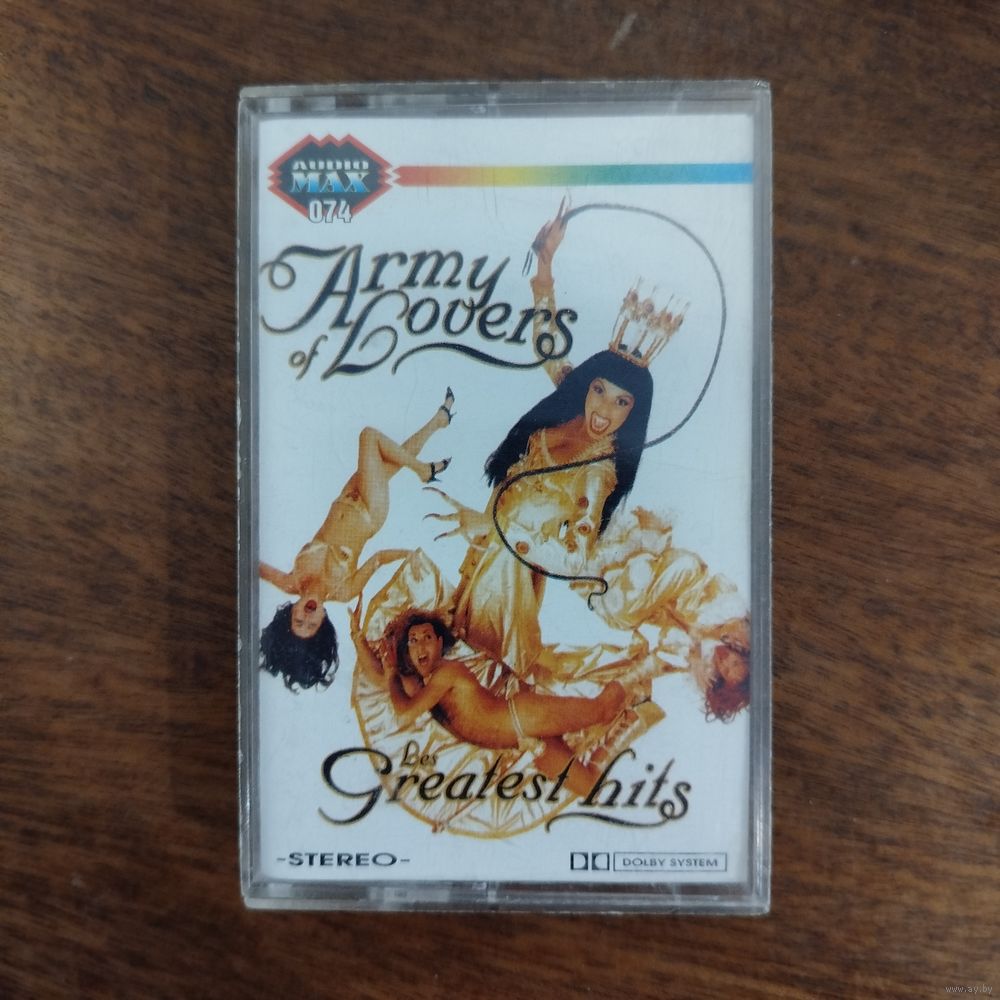 AUDIO
MAX
074
Army
of Lovers
Les
Greatest hits
-STEREO-
DOLBY SYSTEM
www.ay.by